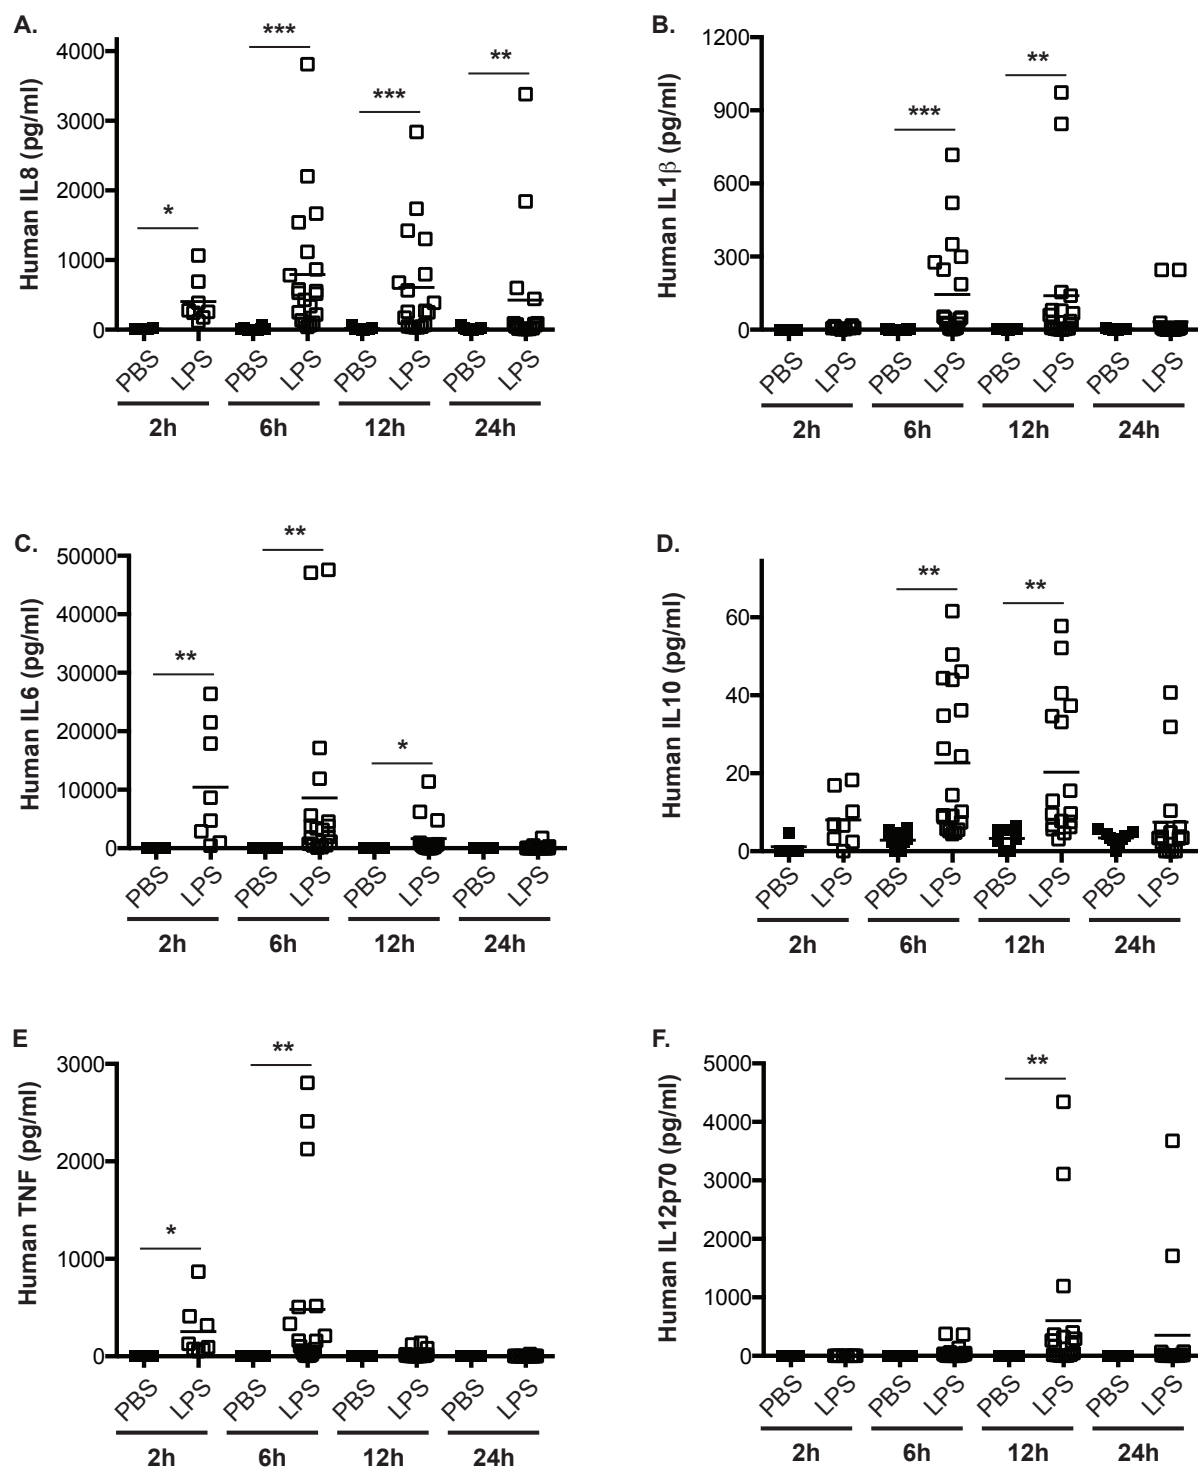 A.
Human IL8 (pg/ml)
4000
3000
2000
1000
0
*
***
***
**
PBS LPS PBS LPS PBS LPS PBS LPS
2h 6h 12h 24h
B.
Human IL1β (pg/ml)
1200
900
600
300
0
***
**
PBS LPS PBS LPS PBS LPS PBS LPS
2h 6h 12h 24h
C.
Human IL6 (pg/ml)
50000
40000
30000
20000
10000
0
**
**
*
PBS LPS PBS LPS PBS LPS PBS LPS
2h 6h 12h 24h
D.
Human IL10 (pg/ml)
60
40
20
0
**
**
PBS LPS PBS LPS PBS LPS PBS LPS
2h 6h 12h 24h
E
Human TNF (pg/ml)
3000
2000
1000
0
*
**
PBS LPS PBS LPS PBS LPS PBS LPS
2h 6h 12h 24h
F.
Human IL12p70 (pg/ml)
5000
4000
3000
2000
1000
0
**
PBS LPS PBS LPS PBS LPS PBS LPS
2h 6h 12h 24h